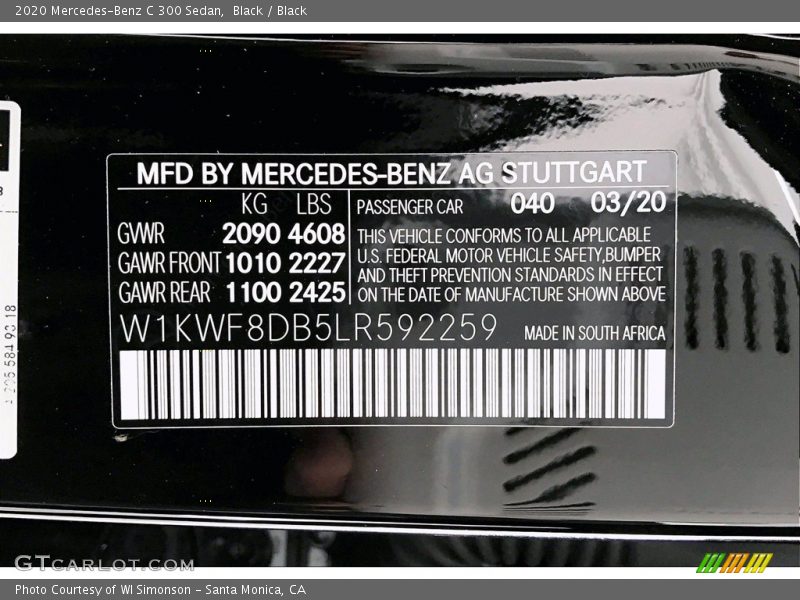 2020 Mercedes-Benz C 300 Sedan,  Black / Black
MFD BY MERCEDES-BENZ AG STUTTGART
KG LBS
GWR 2090 4608
GAWR FRONT 1010 2227
GAWR REAR 1100 2425
PASSENGER CAR 040 03/20
THIS VEHICLE CONFORMS TO ALL APPLICABLE
U.S. FEDERAL MOTOR VEHICLE SAFETY,BUMPER
AND THEFT PREVENTION STANDARDS IN EFFECT
ON THE DATE OF MANUFACTURE SHOWN ABOVE
W1KWF8DB5LR592259 MADE IN SOUTH AFRICA
GTCARLOT.COM
Photo Courtesy of WI Simonson - Santa Monica, CA